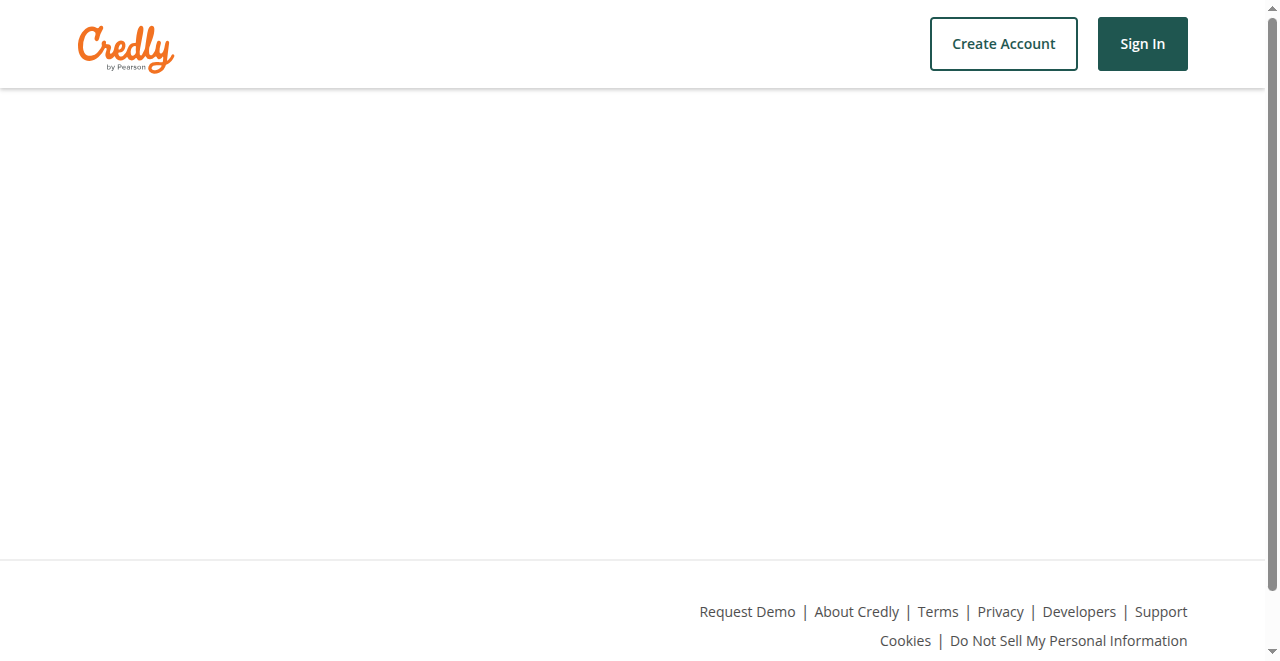 Credly
by Pearson
Create Account
Sign In
Request Demo | About Credly | Terms | Privacy | Developers | Support
Cookies | Do Not Sell My Personal Information